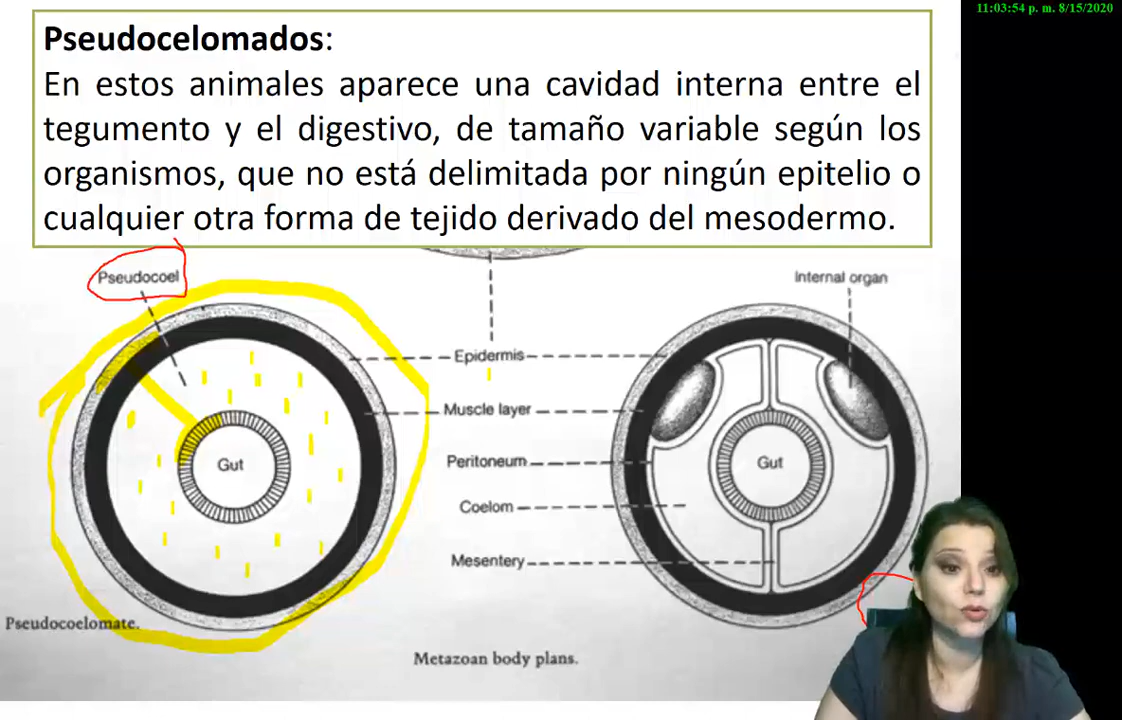 11:03:54 p. m. 8/15/2020
Pseudocelomados:
En estos animales aparece una cavidad interna entre el
tegumento y el digestivo, de tamaño variable según los
organismos, que no está delimitada por ningún epitelio o
cualquier otra forma de tejido derivado del mesodermo.
Pseudocoel
Internal organ
Epidermis
Muscle layer
Peritoneum
Gut
Gut
Coelom
Mesentery
Pseudocoelomate.
Metazoan body plans.